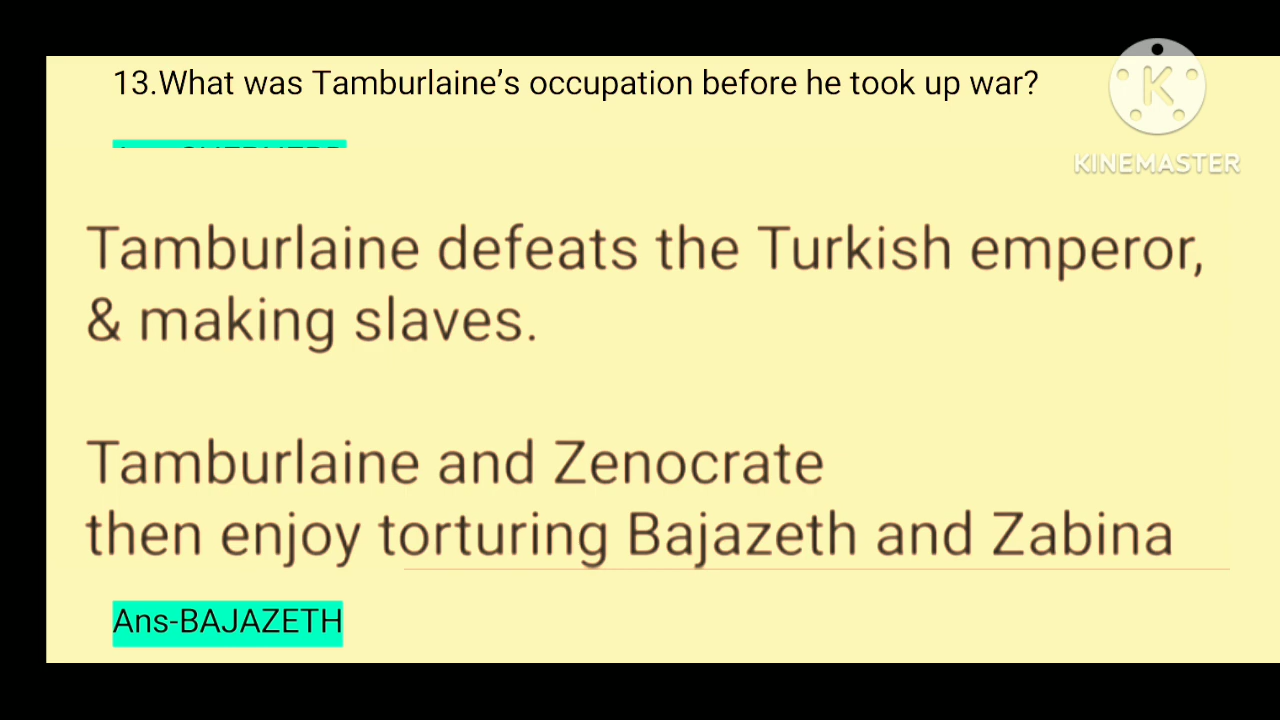 13.What was Tamburlaine’s occupation before he took up war?
K
KINEMASTER
Tamburlaine defeats the Turkish emperor,
& making slaves.
Tamburlaine and Zenocrate
then enjoy torturing Bajazeth and Zabina
Ans-BAJAZETH